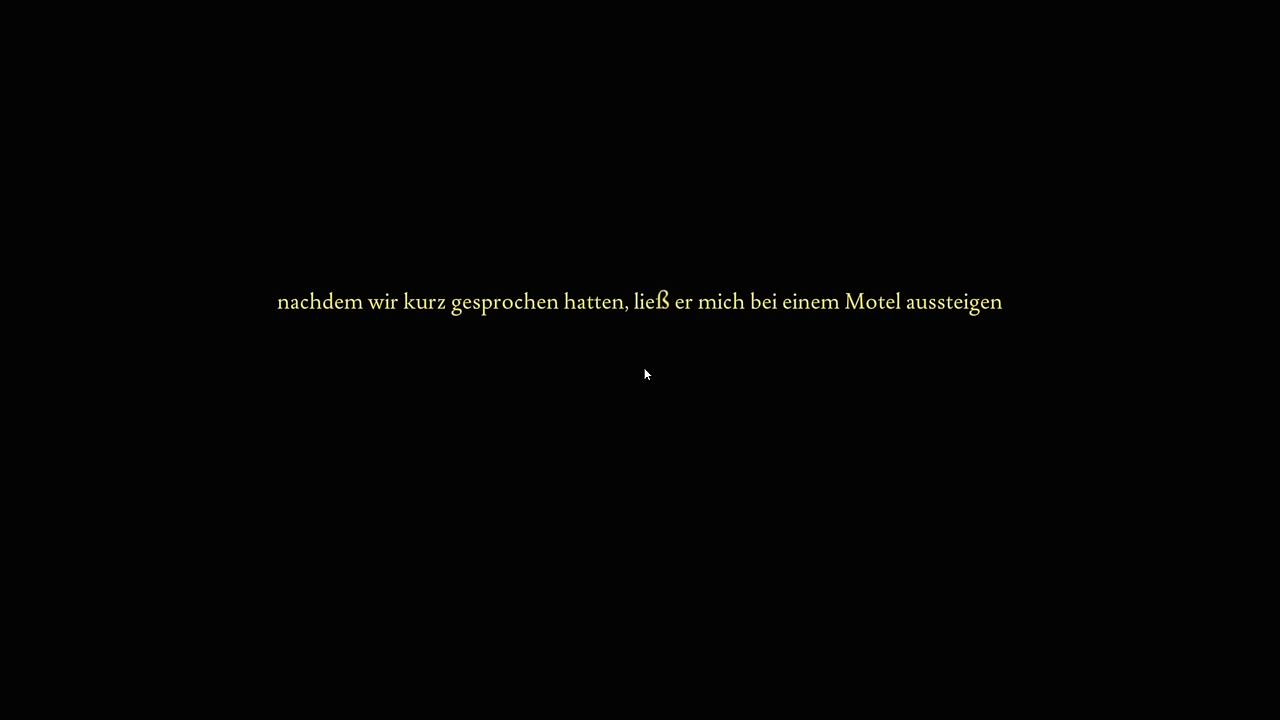 nachdem wir kurz gesprochen hatten, ließ er mich bei einem Motel aussteigen